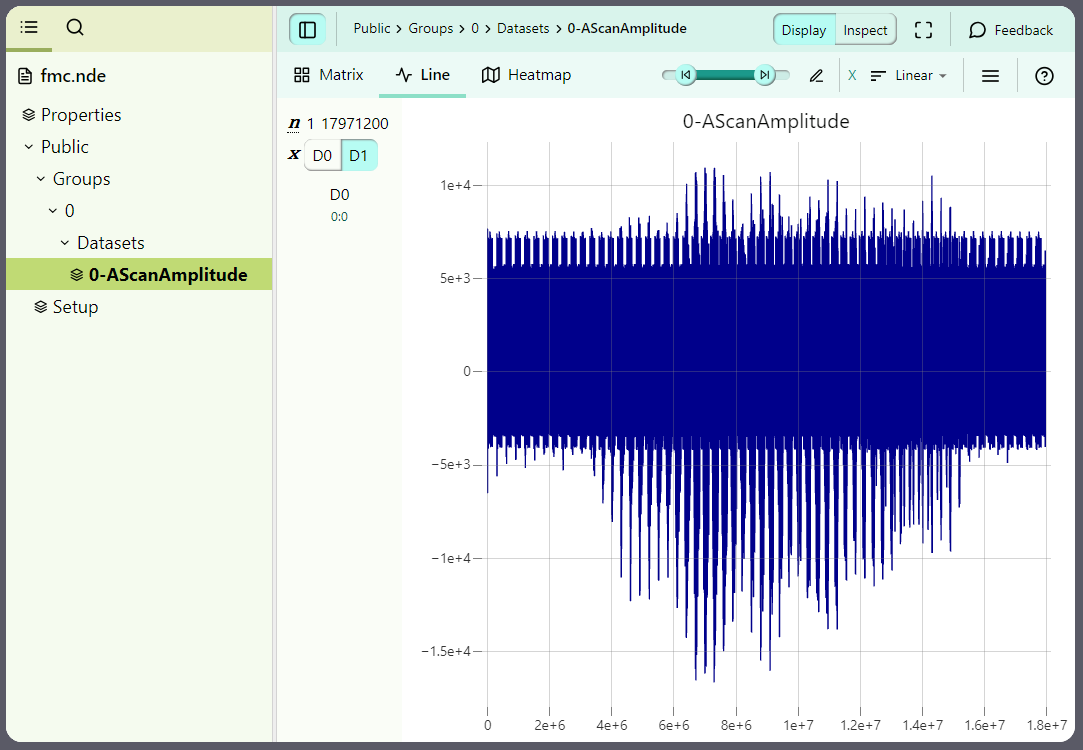 Public Groups 0 Datasets 0-AScanAmplitude
Display Inspect
Feedback
fmc.nde
Matrix Line Heatmap
X Linear
Properties
Public
Groups
0
Datasets
0-AScanAmplitude
Setup
n 1 17971200
x D0 D1
D0
0:0
0-AScanAmplitude
1e+4
5e+3
0
−5e+3
−1e+4
−1.5e+4
0 2e+6 4e+6 6e+6 8e+6 1e+7 1.2e+7 1.4e+7 1.6e+7 1.8e+7